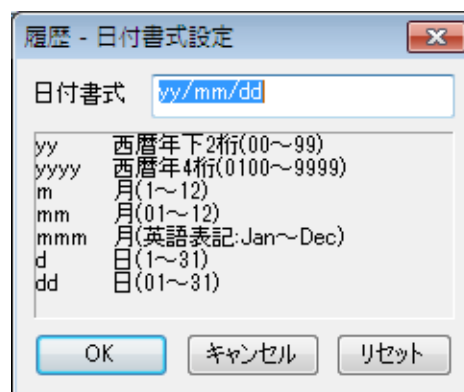 履歴 - 日付書式設定
日付書式 yy/mm/dd
yy 西暦年下2桁(00～99)
yyyy 西暦年4桁(0100～9999)
m 月(1～12)
mm 月(01～12)
mmm 月(英語表記:Jan～Dec)
d 日(1～31)
dd 日(01～31)
OK キャンセル リセット